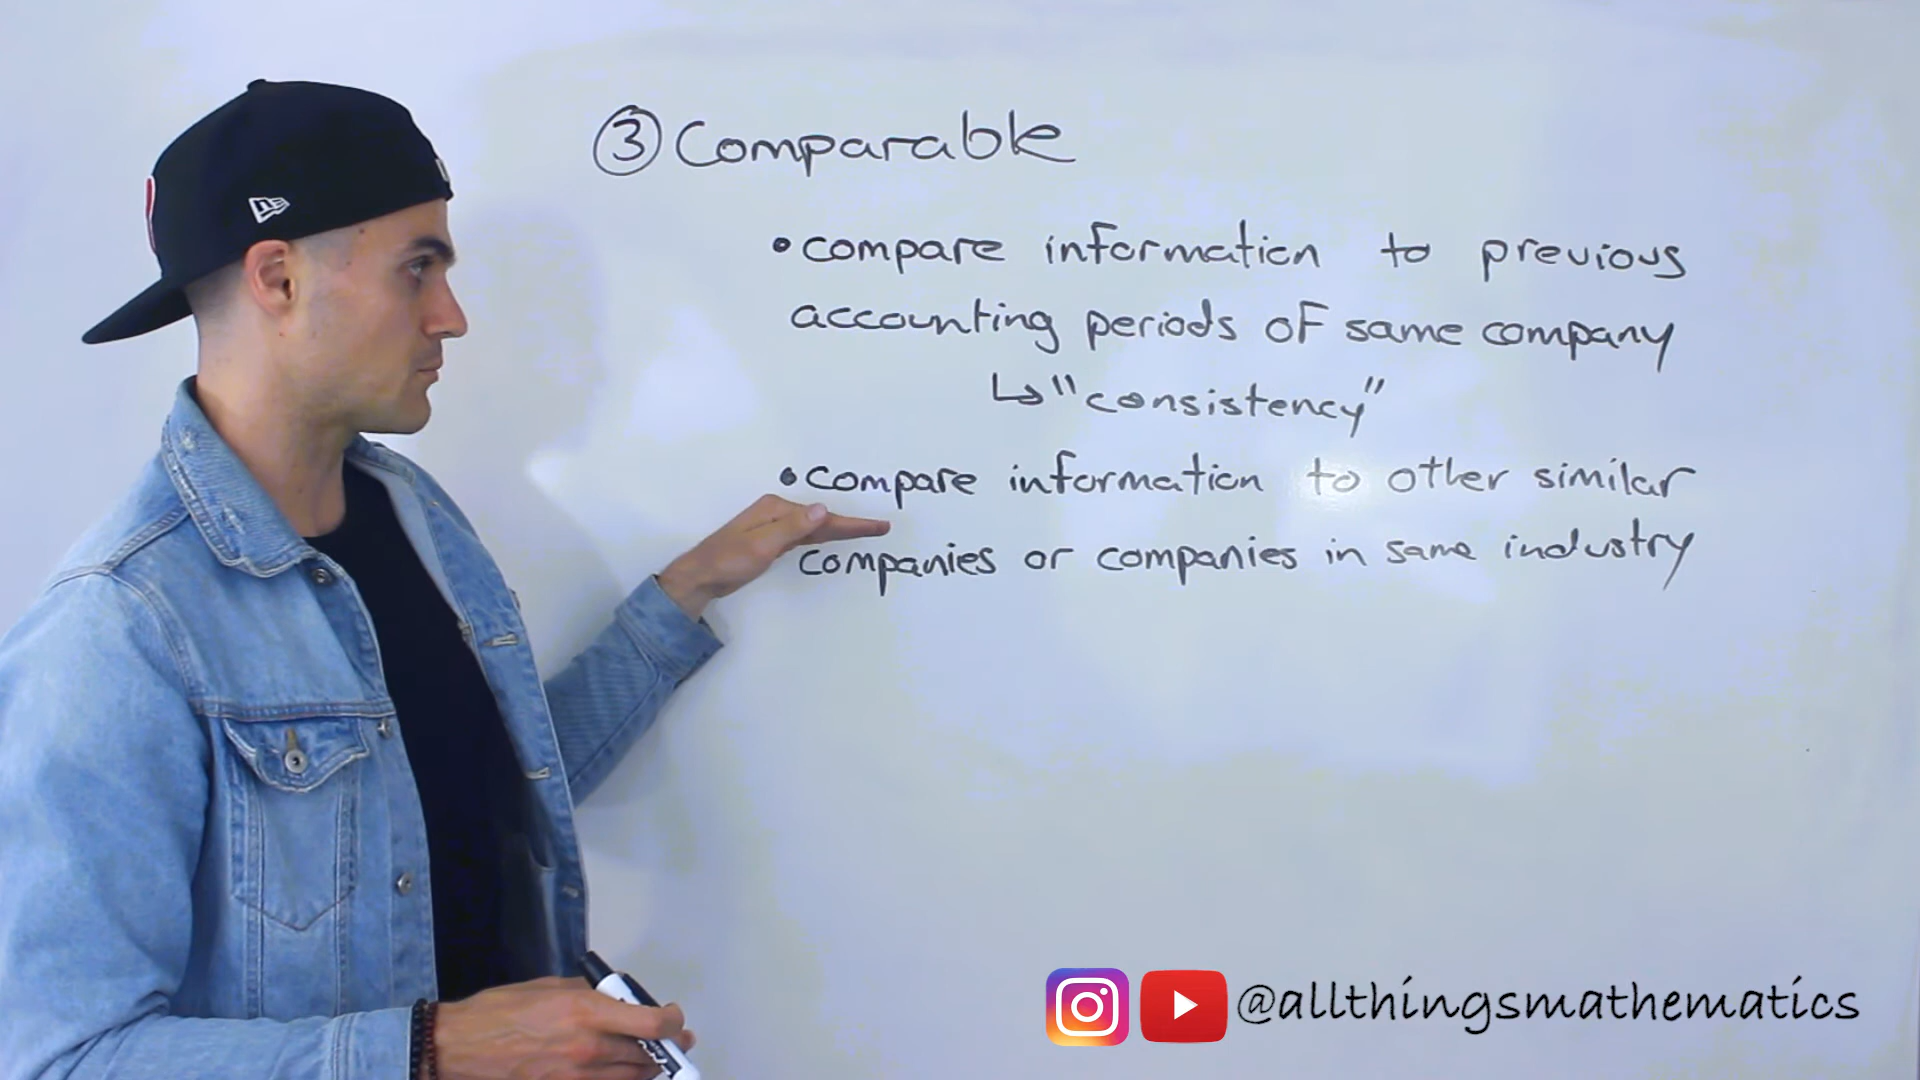 ③ Comparable
• compare information to previous
accounting periods of same company
↳ "consistency"
• compare information to other similar
companies or companies in same industry
@allthingsmathematics